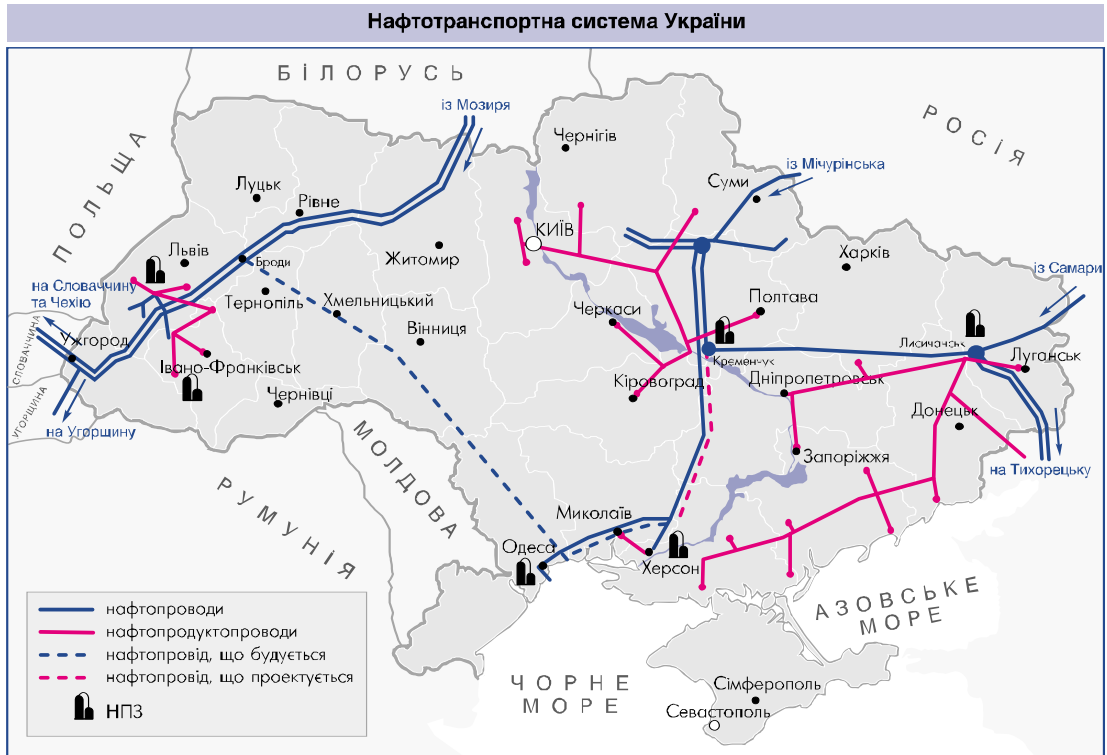 Нафтотранспортна система України
БІЛОРУСЬ
ПОЛЬЩА
РОСІЯ
із Мозиря
Чернігів
із Мічурінська
Суми
Луцьк
Рівне
КИЇВ
Львів
Броди
Житомир
Харків
із Самари
на Словаччину
та Чехію
Тернопіль
Хмельницький
Черкаси
Полтава
Вінниця
СЛОВАЧЧИНА
Ужгород
Івано-Франківськ
Кременчук
Лисичанськ
Луганськ
Кіровоград
Дніпропетровськ
УГОРЩИНА
Чернівці
Донецьк
на Угорщину
МОЛДОВА
Запоріжжя
на Тихорецьку
РУМУНІЯ
Миколаїв
Одеса
Херсон
АЗОВСЬКЕ
МОРЕ
нафтопроводи
нафтопродуктопроводи
нафтопровід, що будується
нафтопровід, що проектується
НПЗ
ЧОРНЕ
МОРЕ
Сімферополь
Севастополь